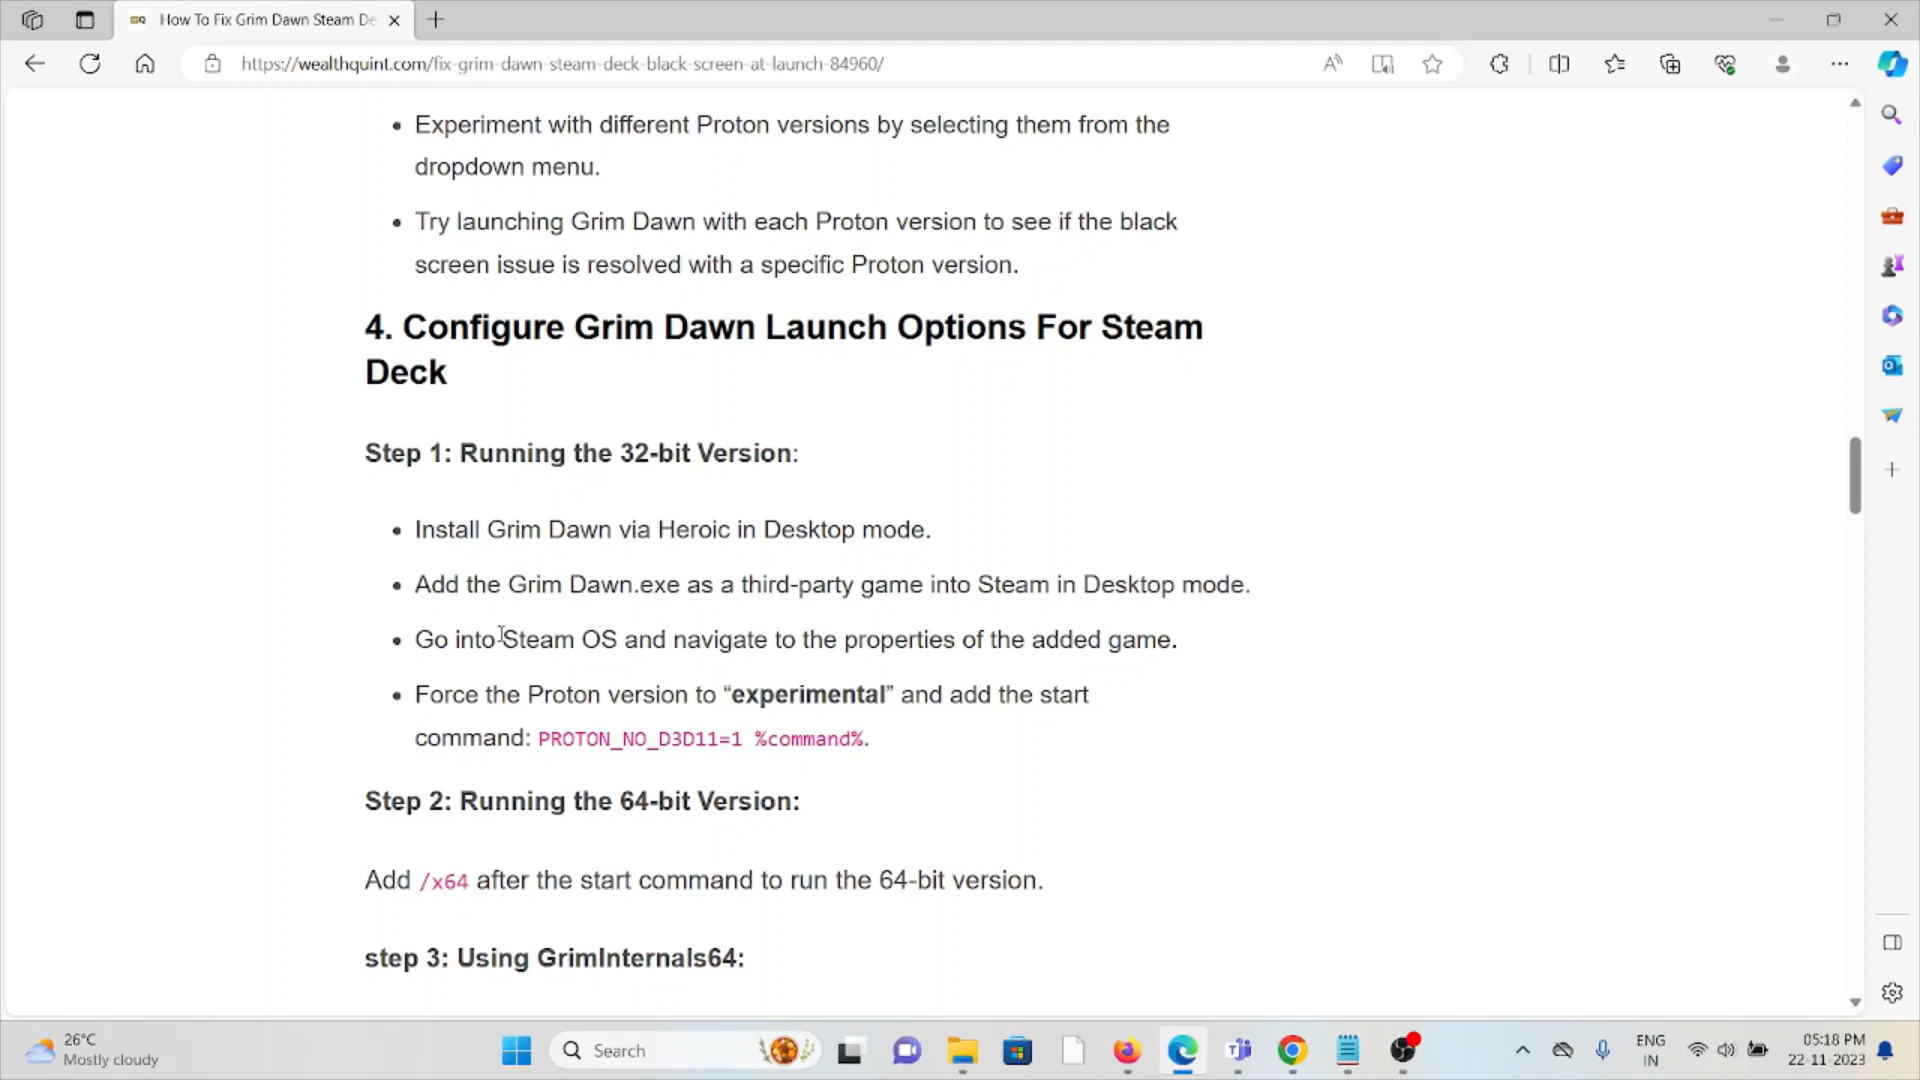 How To Fix Grim Dawn Steam De
https://wealthquint.com/fix-grim-dawn-steam-deck-black-screen-at-launch-84960/
• Experiment with different Proton versions by selecting them from the
dropdown menu.
• Try launching Grim Dawn with each Proton version to see if the black
screen issue is resolved with a specific Proton version.
4. Configure Grim Dawn Launch Options For Steam
Deck
Step 1: Running the 32-bit Version:
• Install Grim Dawn via Heroic in Desktop mode.
• Add the Grim Dawn.exe as a third-party game into Steam in Desktop mode.
• Go into Steam OS and navigate to the properties of the added game.
• Force the Proton version to “experimental” and add the start
command: PROTON_NO_D3D11=1 %command%.
Step 2: Running the 64-bit Version:
Add /x64 after the start command to run the 64-bit version.
step 3: Using GrimInternals64:
26°C
Mostly cloudy
Search
ENG
IN
05:18 PM
22-11-2023